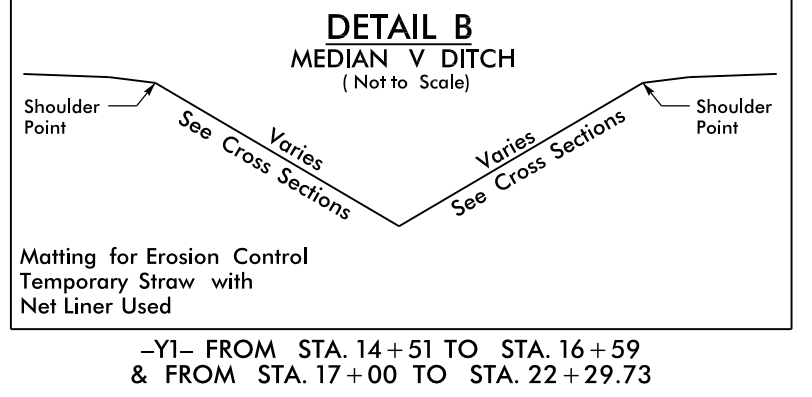 DETAIL B
MEDIAN V DITCH
( Not to Scale)
Shoulder
Point
Varies
See Cross Sections
Varies
See Cross Sections
Shoulder
Point
Matting for Erosion Control
Temporary Straw with
Net Liner Used
–Y1– FROM STA. 14+51 TO STA. 16+59
& FROM STA. 17+00 TO STA. 22+29.73